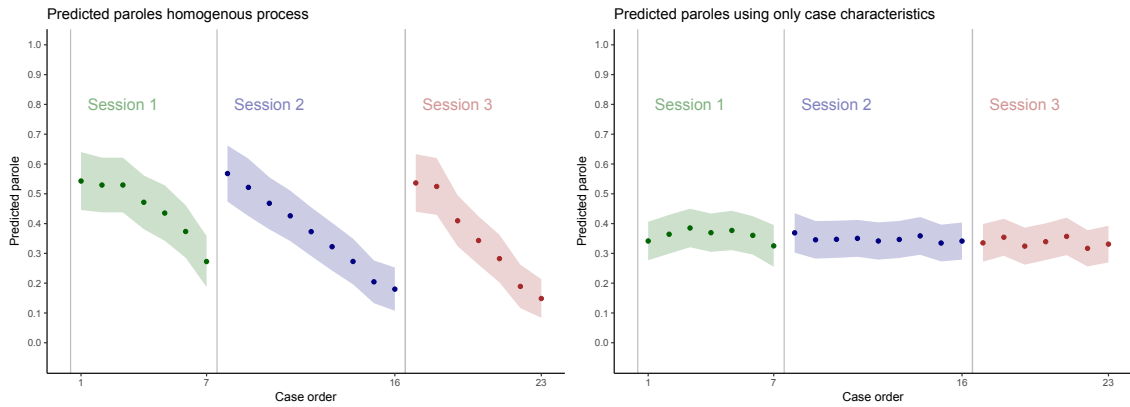 Predicted paroles homogenous process
1.0
0.9
0.8
0.7
0.6
0.5
0.4
0.3
0.2
0.1
0.0
Predicted parole
Session 1
Session 2
Session 3
1
7
16
23
Case order
Predicted paroles using only case characteristics
1.0
0.9
0.8
0.7
0.6
0.5
0.4
0.3
0.2
0.1
0.0
Predicted parole
Session 1
Session 2
Session 3
1
7
16
23
Case order